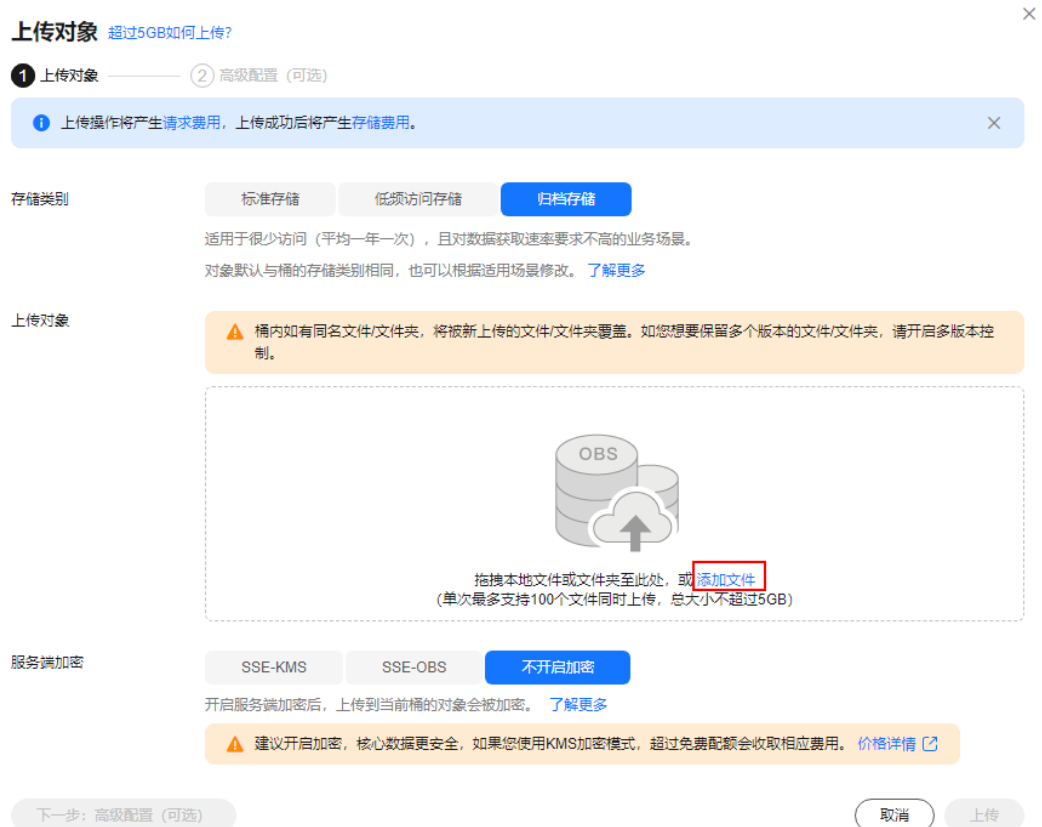 上传对象 超过5GB如何上传?
1 上传对象 2 高级配置（可选）
上传操作将产生请求费用，上传成功后将产生存储费用。
存储类别 标准存储 低频访问存储 归档存储
适用于很少访问（平均一年一次），且对数据获取速率要求不高的业务场景。
对象默认与桶的存储类别相同，也可以根据适用场景修改。 了解更多
上传对象
桶内如有同名文件/文件夹，将被新上传的文件/文件夹覆盖。如您想要保留多个版本的文件/文件夹，请开启多版本控
制。
OBS
拖拽本地文件或文件夹至此处，或 添加文件
（单次最多支持100个文件同时上传，总大小不超过5GB）
服务端加密 SSE-KMS SSE-OBS 不开启加密
开启服务端加密后，上传到当前桶的对象会被加密。 了解更多
建议开启加密，核心数据更安全，如果您使用KMS加密模式，超过免费配额会收取相应费用。 价格详情
下一步：高级配置（可选） 取消 上传